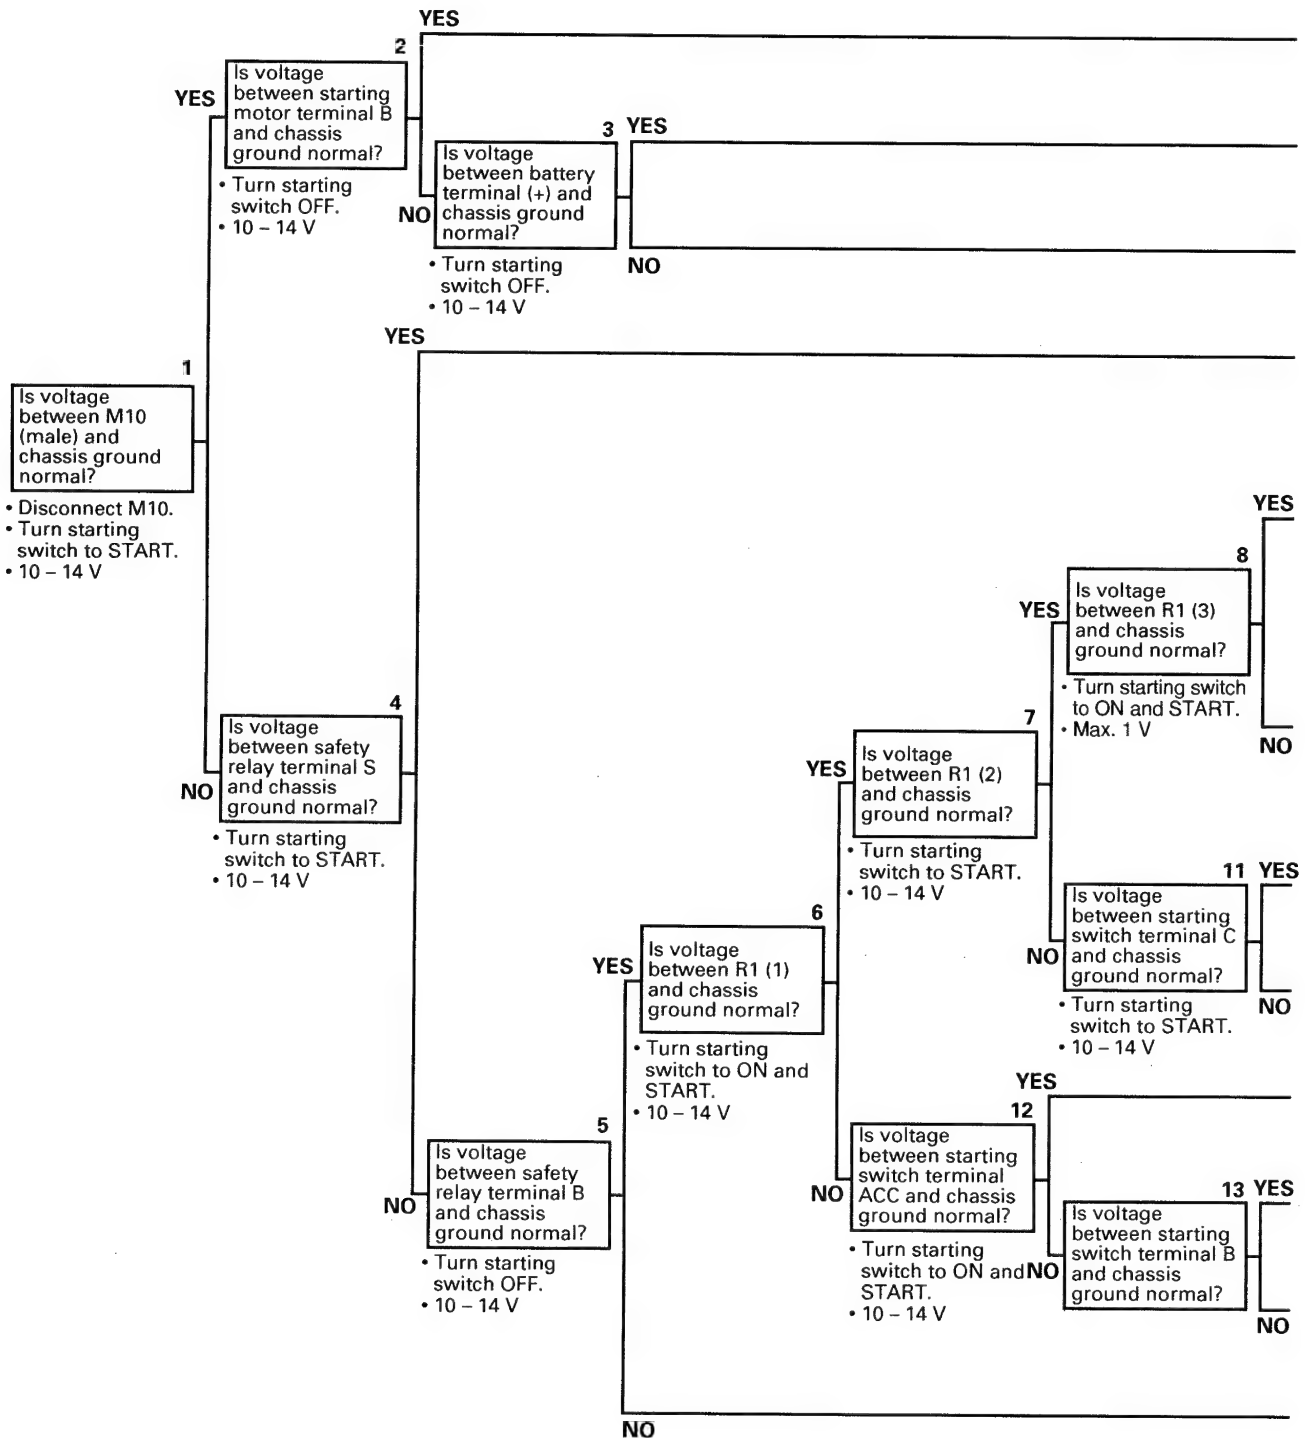 YES
2
Is voltage
between starting
motor terminal B
and chassis
ground normal?
YES
• Turn starting
switch OFF.
• 10 – 14 V
3
YES
Is voltage
between battery
terminal (+) and
chassis ground
normal?
NO
• Turn starting
switch OFF.
• 10 – 14 V
NO
YES
1
Is voltage
between M10
(male) and
chassis ground
normal?
• Disconnect M10.
• Turn starting
switch to START.
• 10 – 14 V
YES
8
Is voltage
between R1 (3)
and chassis
ground normal?
YES
• Turn starting switch
to ON and START.
• Max. 1 V
NO
4
Is voltage
between safety
relay terminal S
and chassis
ground normal?
NO
• Turn starting
switch to START.
• 10 – 14 V
7
Is voltage
between R1 (2)
and chassis
ground normal?
YES
• Turn starting
switch to START.
• 10 – 14 V
11
YES
Is voltage
between starting
switch terminal C
and chassis
ground normal?
NO
NO
• Turn starting
switch to START.
• 10 – 14 V
6
Is voltage
between R1 (1)
and chassis
ground normal?
YES
• Turn starting
switch to ON and
START.
• 10 – 14 V
YES
12
Is voltage
between starting
switch terminal
ACC and chassis
ground normal?
NO
• Turn starting
switch to ON and
START.
• 10 – 14 V
5
Is voltage
between safety
relay terminal B
and chassis
ground normal?
NO
• Turn starting
switch OFF.
• 10 – 14 V
13
YES
Is voltage
between starting
switch terminal B
and chassis
ground normal?
NO
NO
NO